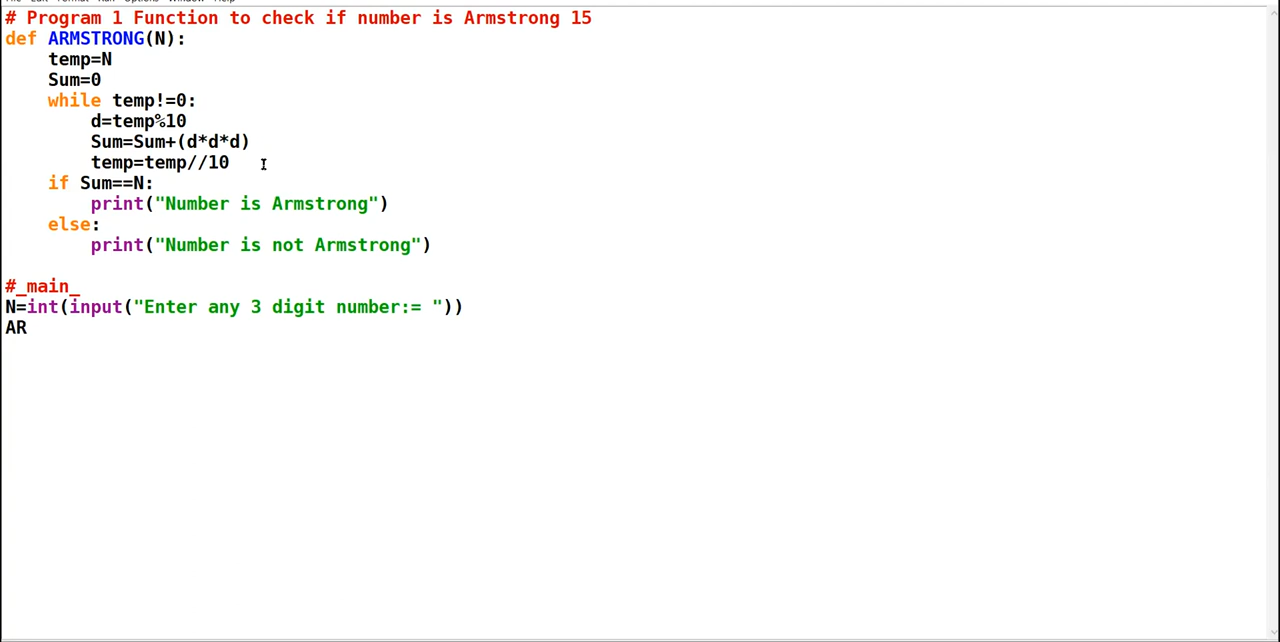 # Program 1 Function to check if number is Armstrong 15
def ARMSTRONG(N):
    temp=N
    Sum=0
    while temp!=0:
        d=temp%10
        Sum=Sum+(d*d*d)
        temp=temp//10
    if Sum==N:
        print("Number is Armstrong")
    else:
        print("Number is not Armstrong")

#_main_
N=int(input("Enter any 3 digit number:= "))
AR